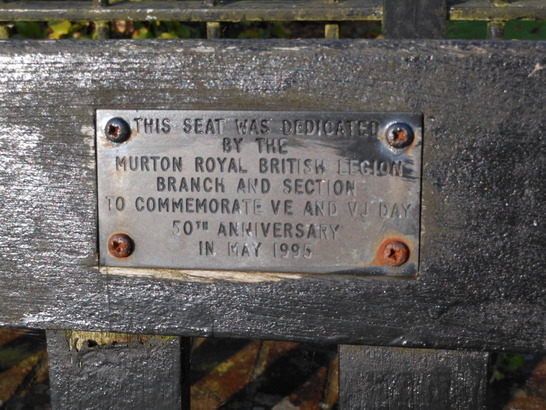 THIS SEAT WAS DEDICATED
BY THE
MURTON ROYAL BRITISH LEGION
BRANCH AND SECTION
TO COMMEMORATE VE AND VJ DAY
50TH ANNIVERSARY
IN MAY 1995